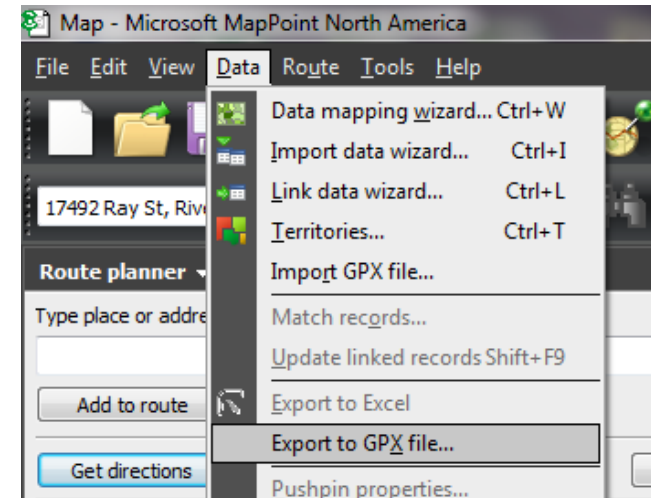 Map - Microsoft MapPoint North America
File Edit View Data Route Tools Help
Data mapping wizard... Ctrl+W
Import data wizard... Ctrl+I
Link data wizard... Ctrl+L
17492 Ray St, Riv
Territories... Ctrl+T
Route planner
Import GPX file...
Type place or addre
Match records...
Update linked records Shift+F9
Add to route
Export to Excel
Export to GPX file...
Get directions
Pushpin properties...